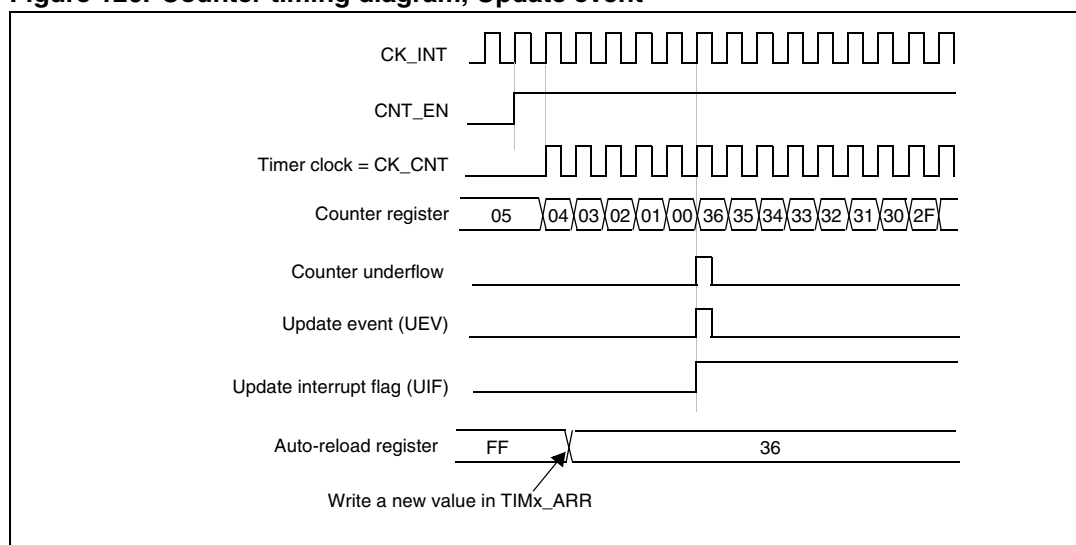 CK_INT
CNT_EN
Timer clock = CK_CNT
Counter register 05 04 03 02 01 00 36 35 34 33 32 31 30 2F
Counter underflow
Update event (UEV)
Update interrupt flag (UIF)
Auto-reload register FF 36
Write a new value in TIMx_ARR